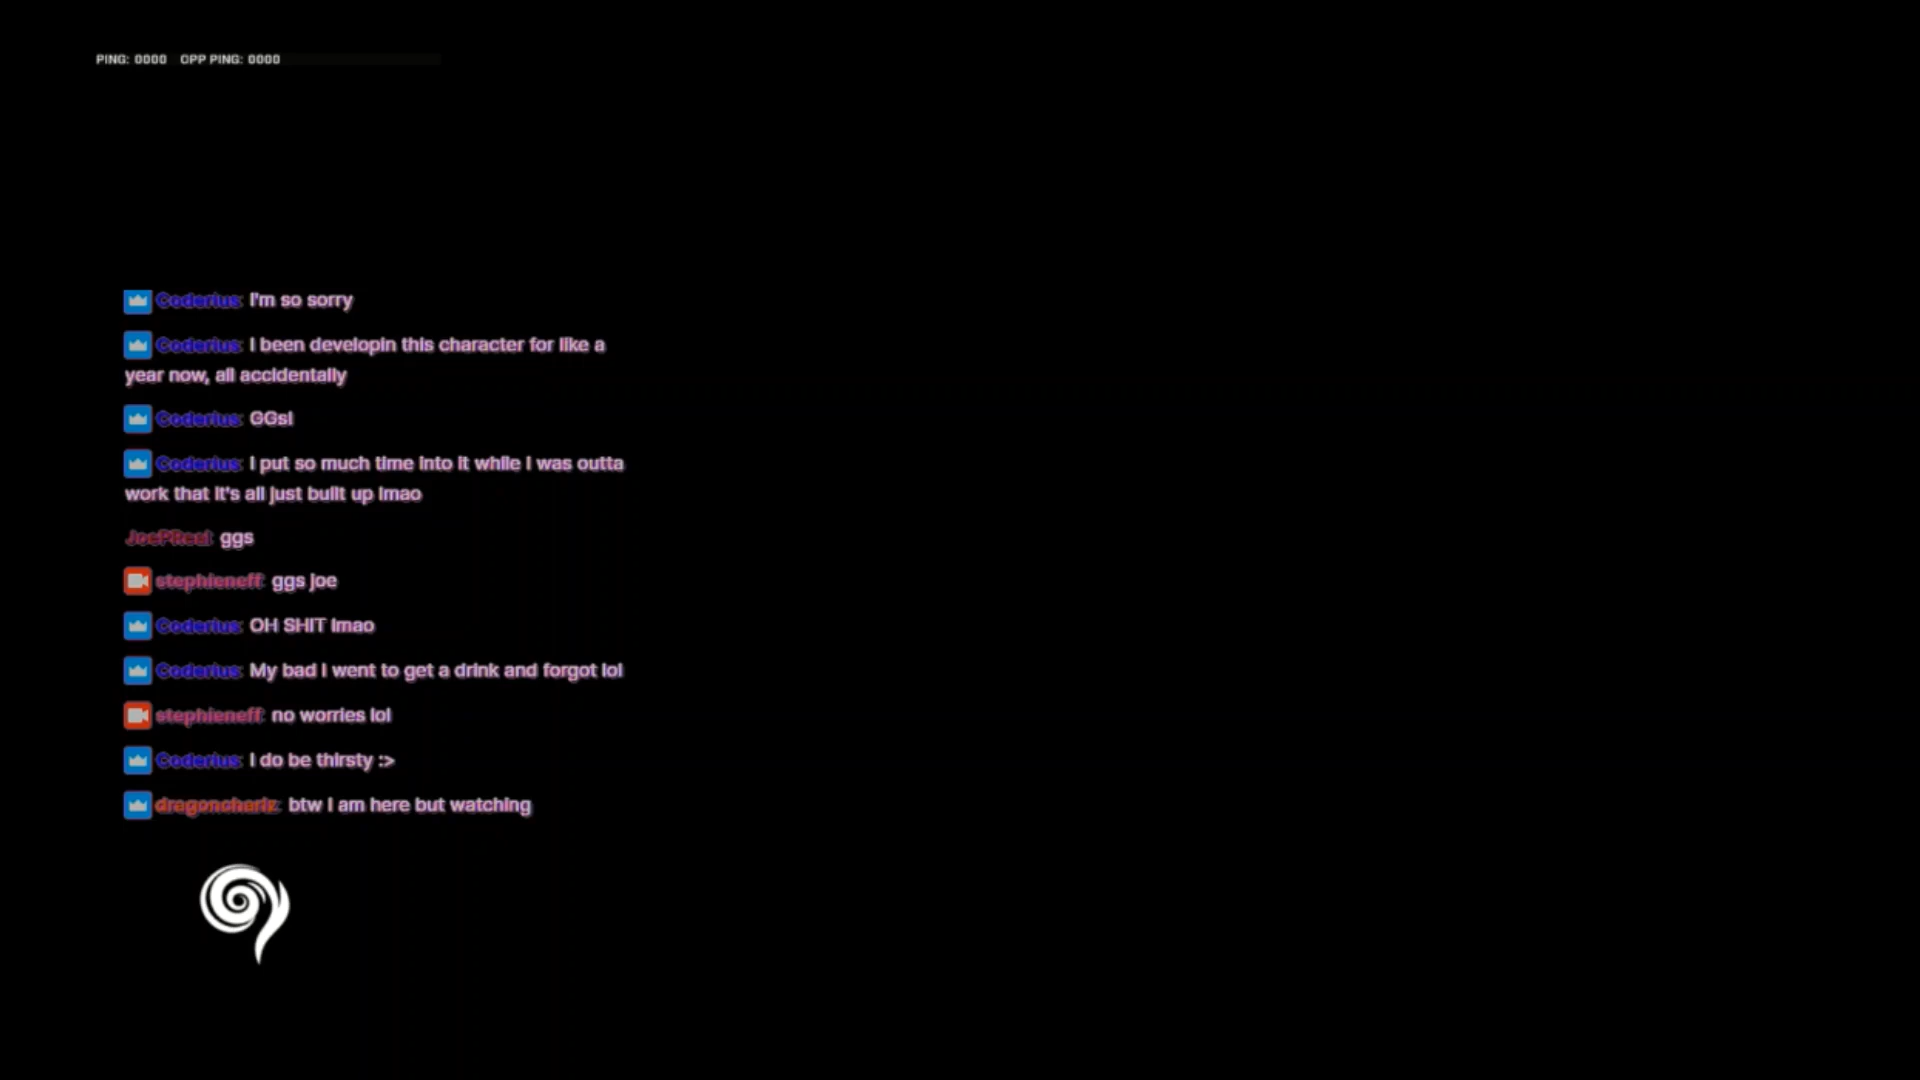 PING: 0000 OPP PING: 0000
Coderius: I'm so sorry
Coderius: I been developin this character for like a
year now, all accidentally
Coderius: GGs!
Coderius: I put so much time into it while I was outta
work that it's all just built up lmao
ggs
stephieneff: ggs joe
Coderius: OH SHIT lmao
Coderius: My bad I went to get a drink and forgot lol
stephieneff: no worries lol
Coderius: I do be thirsty :>
btw I am here but watching